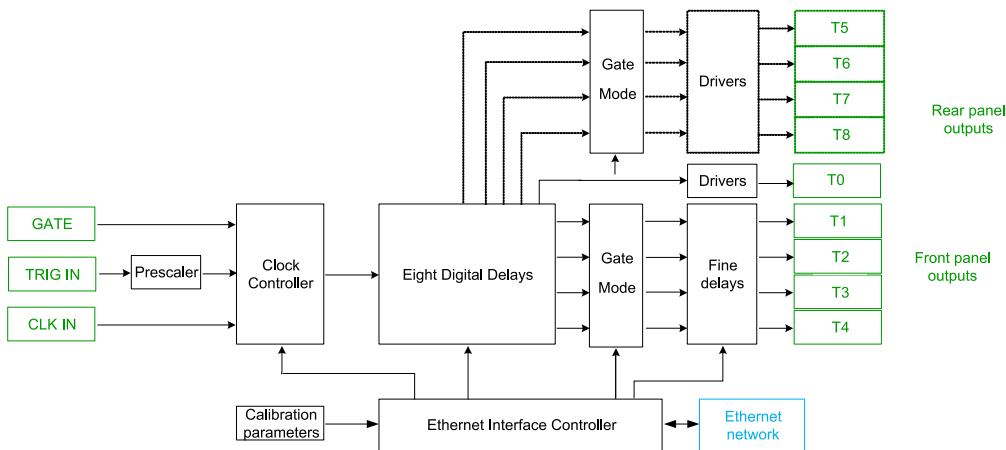 T5
T6
T7
T8
Gate
Mode
Drivers
Rear panel
outputs
Drivers
T0
GATE
TRIG IN
CLK IN
Prescaler
Clock
Controller
Eight Digital Delays
Gate
Mode
Fine
delays
T1
T2
T3
T4
Front panel
outputs
Calibration
parameters
Ethernet Interface Controller
Ethernet
network